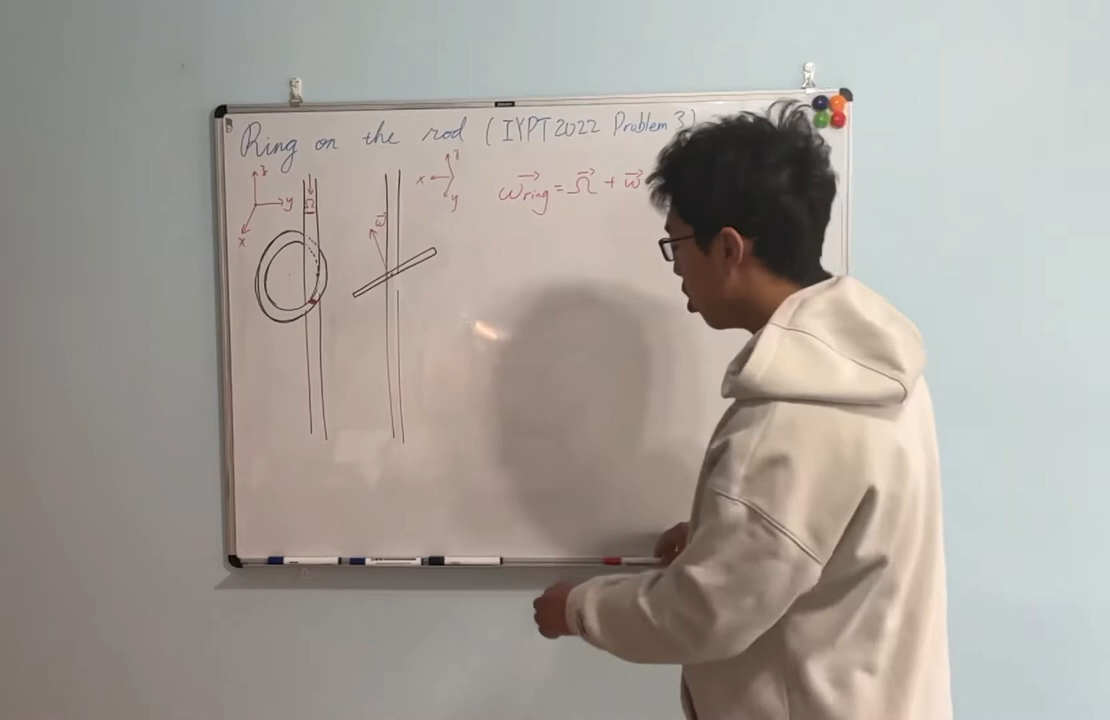 Ring on the rod (IYPT 2022 Problem 3)
z
y
x
Ω
ω⃗
z
x
y
ω⃗ring = Ω⃗ + ω⃗